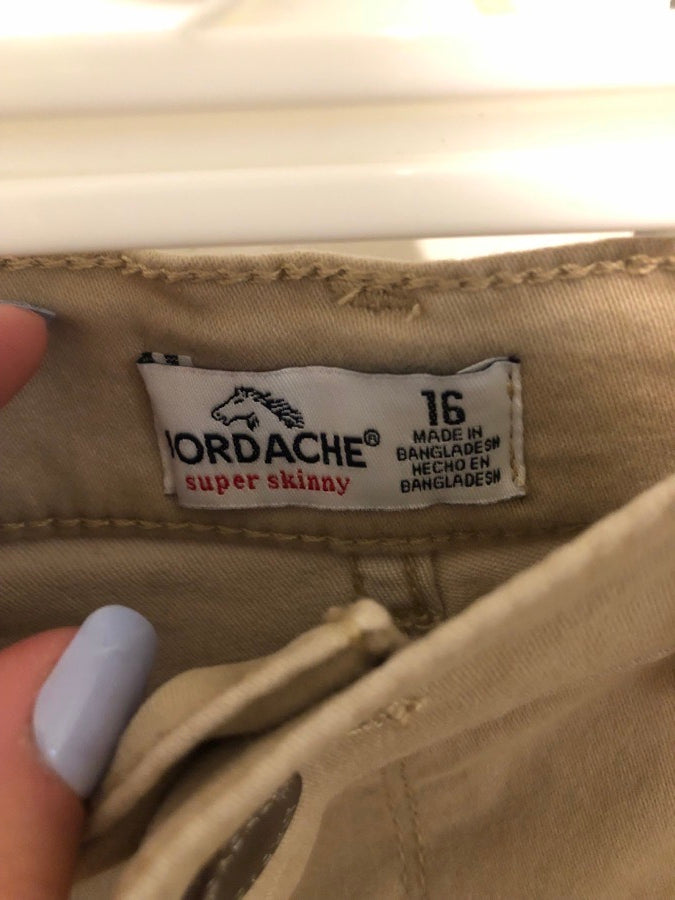 JORDACHE®
super skinny
16
MADE IN
BANGLADESH
HECHO EN
BANGLADESH